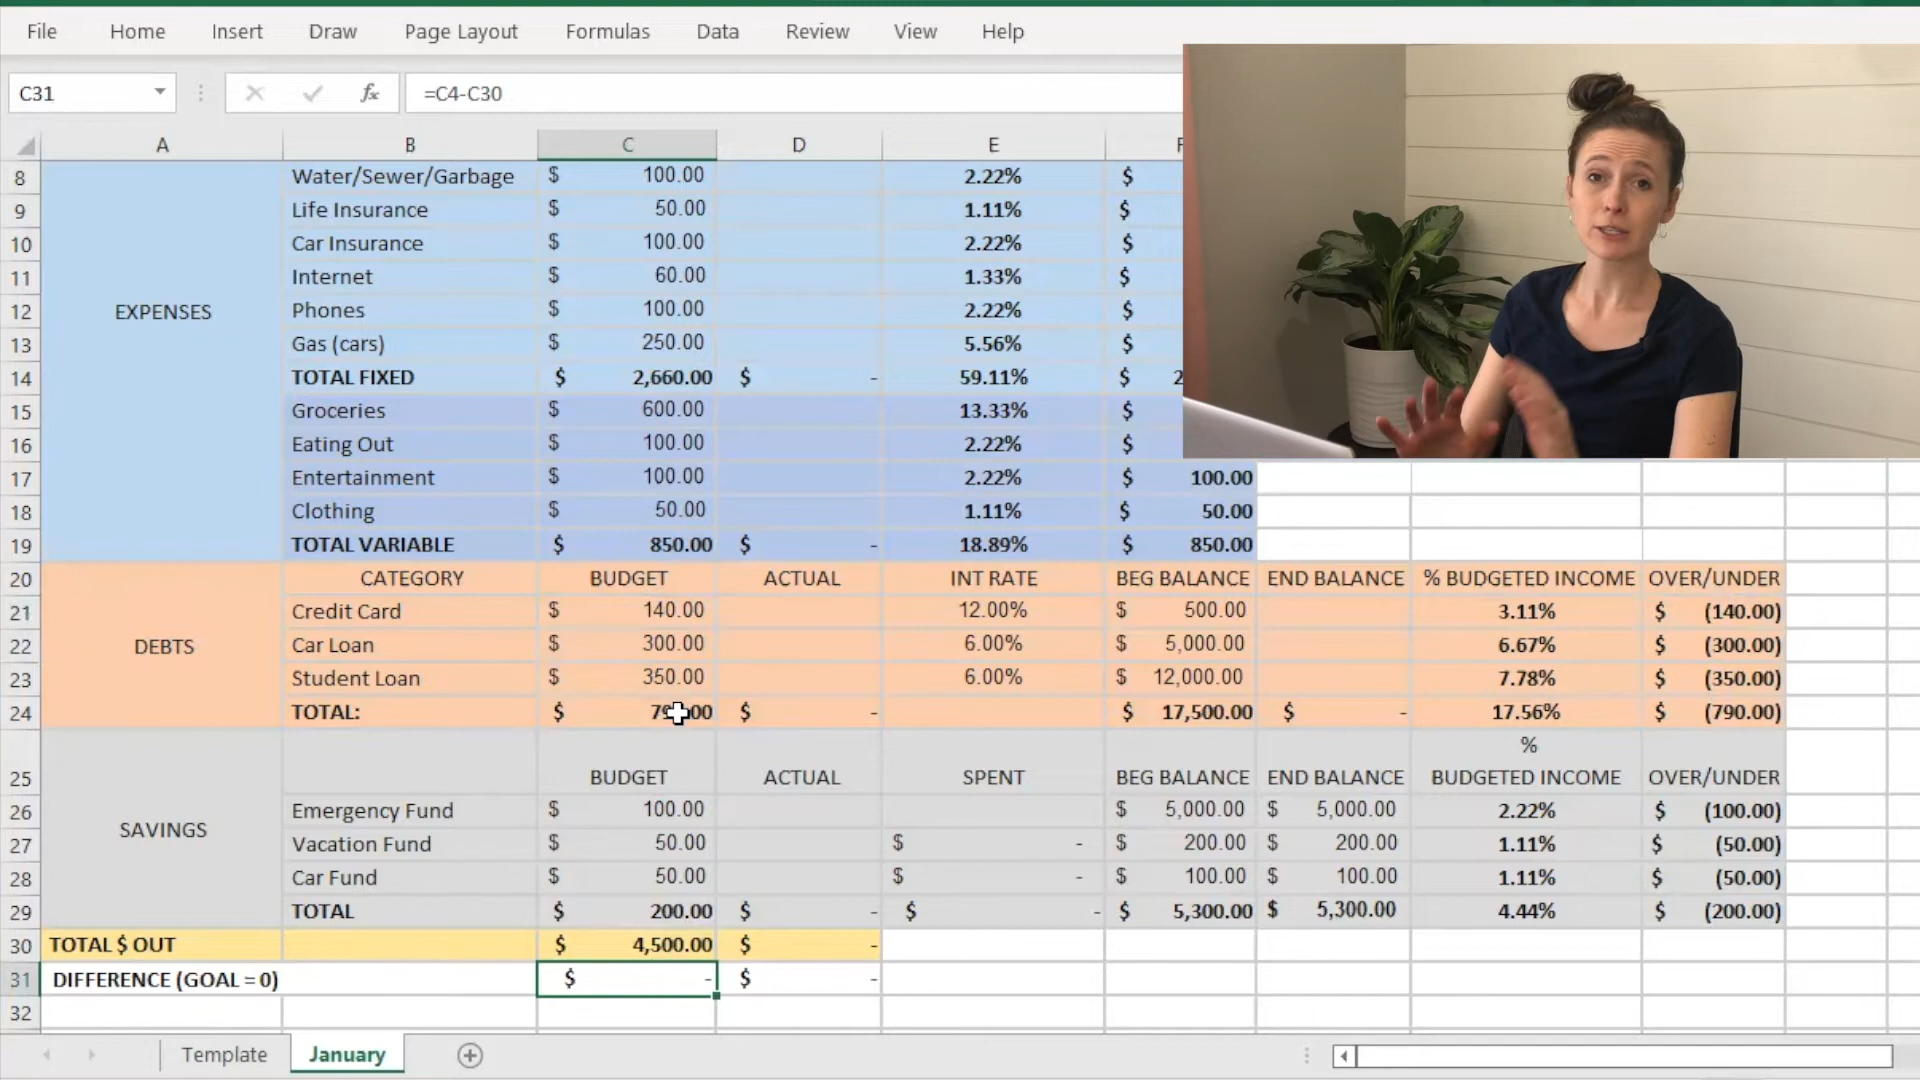 File Home Insert Draw Page Layout Formulas Data Review View Help
C31 fx =C4-C30
A B C D E
8 Water/Sewer/Garbage $ 100.00 2.22% $
9 Life Insurance $ 50.00 1.11% $
10 Car Insurance $ 100.00 2.22% $
11 Internet $ 60.00 1.33% $
12 EXPENSES Phones $ 100.00 2.22% $
13 Gas (cars) $ 250.00 5.56% $
14 TOTAL FIXED $ 2,660.00 $ - 59.11% $ 2
15 Groceries $ 600.00 13.33% $
16 Eating Out $ 100.00 2.22% $
17 Entertainment $ 100.00 2.22% $ 100.00
18 Clothing $ 50.00 1.11% $ 50.00
19 TOTAL VARIABLE $ 850.00 $ - 18.89% $ 850.00
20 CATEGORY BUDGET ACTUAL INT RATE BEG BALANCE END BALANCE % BUDGETED INCOME OVER/UNDER
21 Credit Card $ 140.00 12.00% $ 500.00 3.11% $ (140.00)
22 DEBTS Car Loan $ 300.00 6.00% $ 5,000.00 6.67% $ (300.00)
23 Student Loan $ 350.00 6.00% $ 12,000.00 7.78% $ (350.00)
24 TOTAL: $ $ - $ 17,500.00 $ - 17.56% $ (790.00)
%
25 BUDGET ACTUAL SPENT BEG BALANCE END BALANCE BUDGETED INCOME OVER/UNDER
26 Emergency Fund $ 100.00 $ 5,000.00 $ 5,000.00 2.22% $ (100.00)
SAVINGS
27 Vacation Fund $ 50.00 $ - $ 200.00 $ 200.00 1.11% $ (50.00)
28 Car Fund $ 50.00 $ - $ 100.00 $ 100.00 1.11% $ (50.00)
29 TOTAL $ 200.00 $ - $ - $ 5,300.00 $ 5,300.00 4.44% $ (200.00)
30 TOTAL $ OUT $ 4,500.00 $ -
31 DIFFERENCE (GOAL = 0) $ - $ -
32
Template January